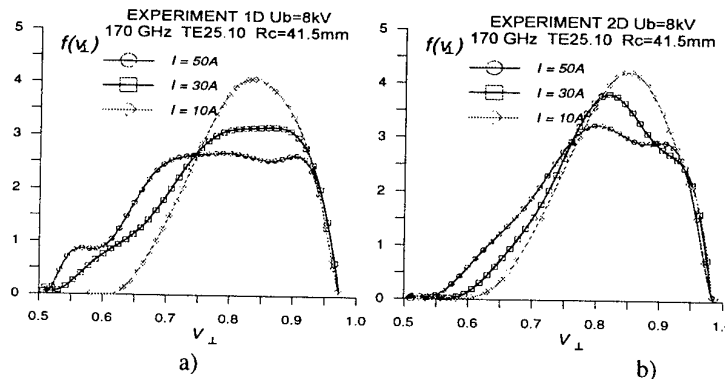 EXPERIMENT 1D Ub=8kV
170 GHz TE25.10 Rc=41.5mm
f(v⊥)
I = 50A
I = 30A
I = 10A
5
4
3
2
1
0
0.5 0.6 0.7 0.8 0.9 1.0
V⊥
a)
EXPERIMENT 2D Ub=8kV
170 GHz TE25.10 Rc=41.5mm
f(v⊥)
I = 50A
I = 30A
I = 10A
5
4
3
2
1
0
0.5 0.6 0.7 0.8 0.9 1.0
V⊥
b)